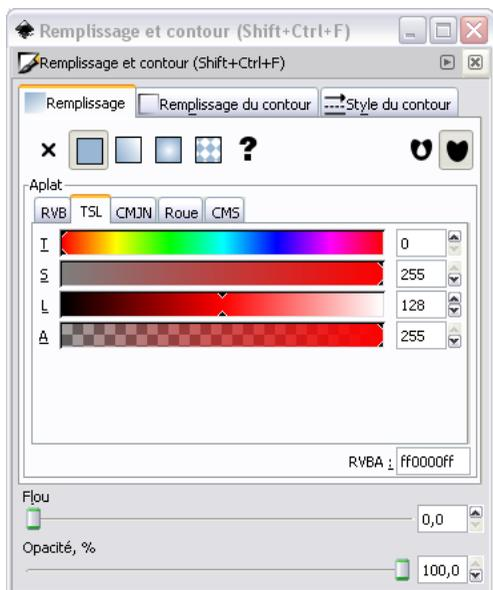 Remplissage et contour (Shift+Ctrl+F)
Remplissage et contour (Shift+Ctrl+F)
Remplissage Remplissage du contour Style du contour
?
Aplat
RVB TSL CMJN Roue CMS
T 0
S 255
L 128
A 255
RVBA : ff0000ff
Flou
0,0
Opacité, %
100,0